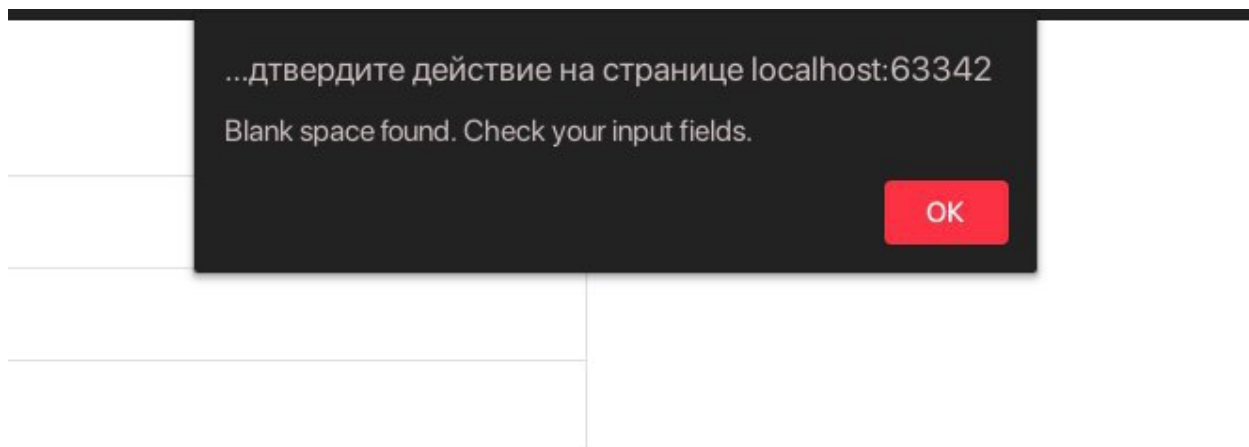 ...дтвердите действие на странице localhost:63342
Blank space found. Check your input fields.
OK